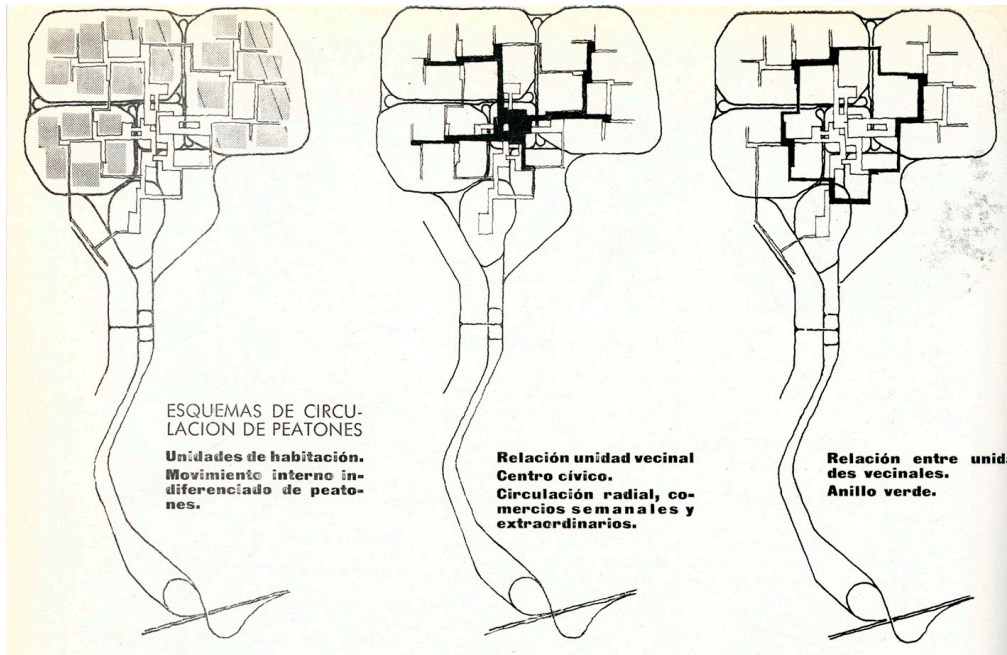 ESQUEMAS DE CIRCU-
LACION DE PEATONES
Unidades de habitación.
Movimiento interno in-
diferenciado de peato-
nes.
Relación unidad vecinal
Centro cívico.
Circulación radial, co-
mercios semanales y
extraordinarios.
Relación entre unid
des vecinales.
Anillo verde.